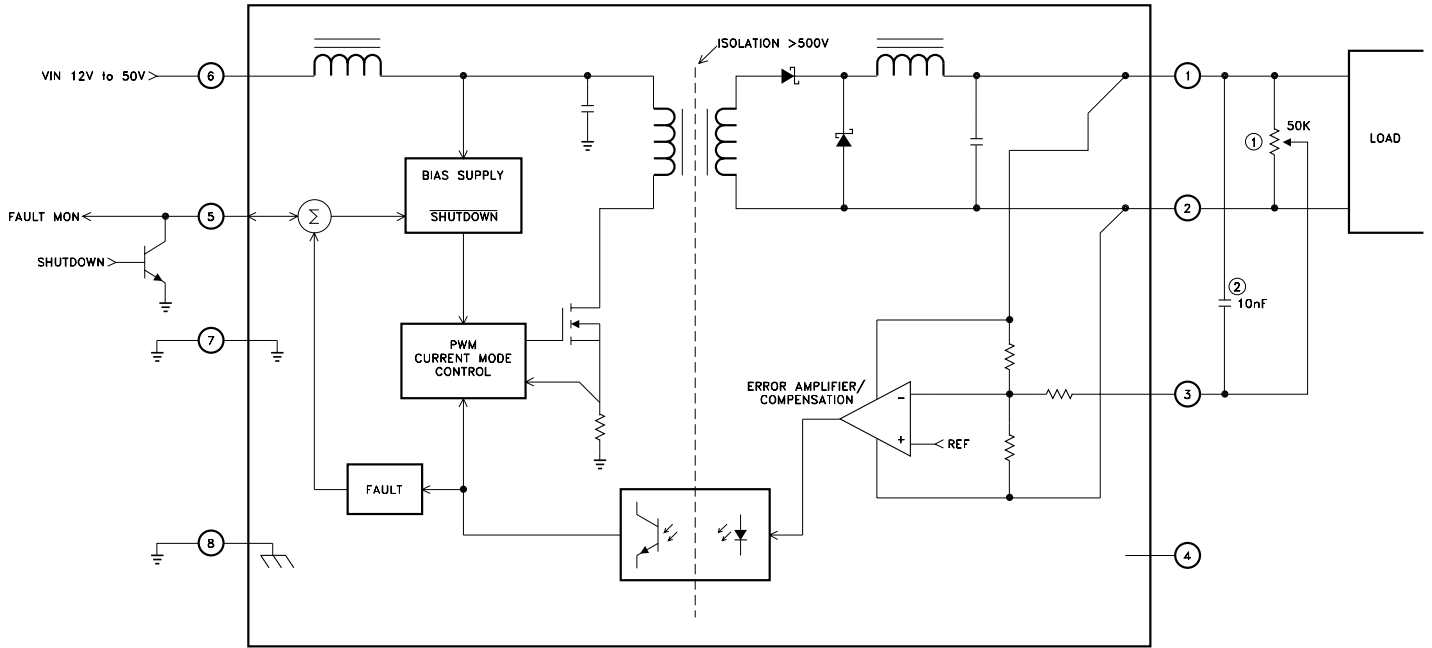 ISOLATION >500V
VIN 12V to 50V
6
1
50K
1
LOAD
BIAS SUPPLY
SHUTDOWN
FAULT MON
5
Σ
2
SHUTDOWN
2
10nF
7
PWM
CURRENT MODE
CONTROL
ERROR AMPLIFIER/
COMPENSATION
-
3
+
REF
FAULT
8
4